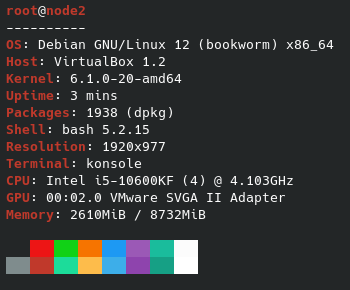 root@node2
----------
OS: Debian GNU/Linux 12 (bookworm) x86_64
Host: VirtualBox 1.2
Kernel: 6.1.0-20-amd64
Uptime: 3 mins
Packages: 1938 (dpkg)
Shell: bash 5.2.15
Resolution: 1920x977
Terminal: konsole
CPU: Intel i5-10600KF (4) @ 4.103GHz
GPU: 00:02.0 VMware SVGA II Adapter
Memory: 2610MiB / 8732MiB